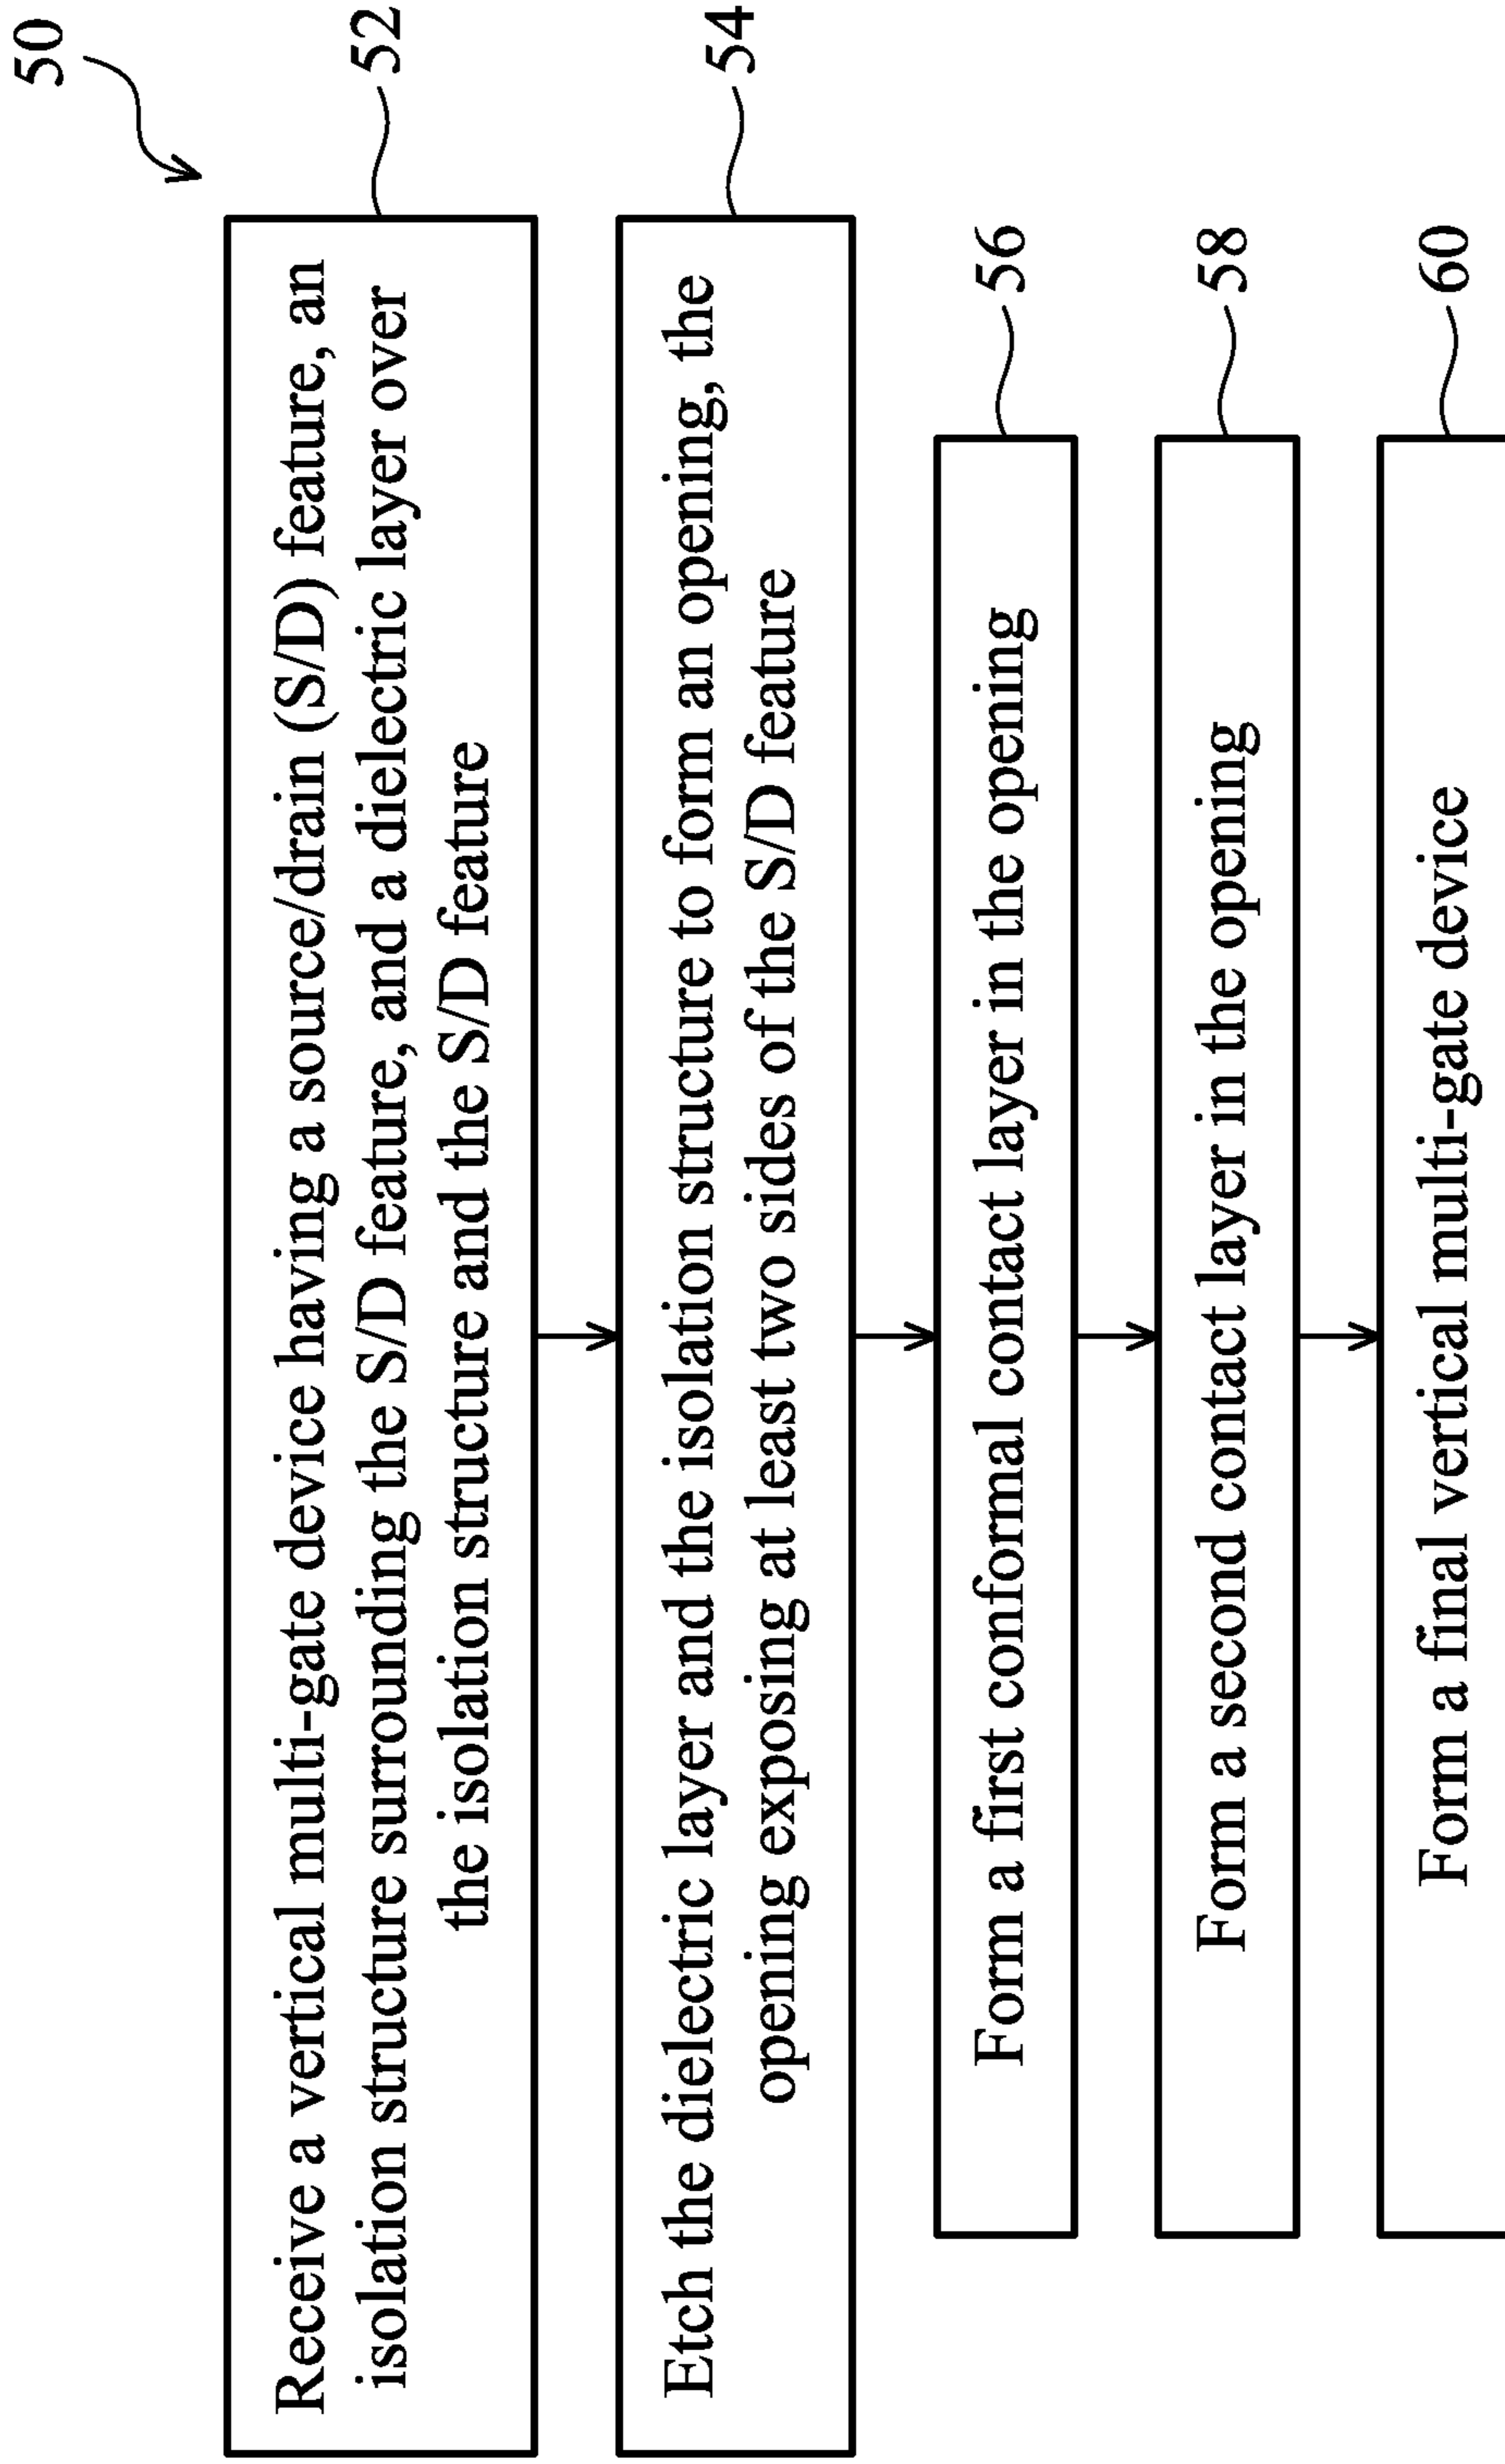 50
Receive a vertical multi-gate device having a source/drain (S/D) feature, an
isolation structure surrounding the S/D feature, and a dielectric layer over
the isolation structure and the S/D feature
52
Etch the dielectric layer and the isolation structure to form an opening, the
opening exposing at least two sides of the S/D feature
54
Form a first conformal contact layer in the opening
56
Form a second contact layer in the opening
58
Form a final vertical multi-gate device
60